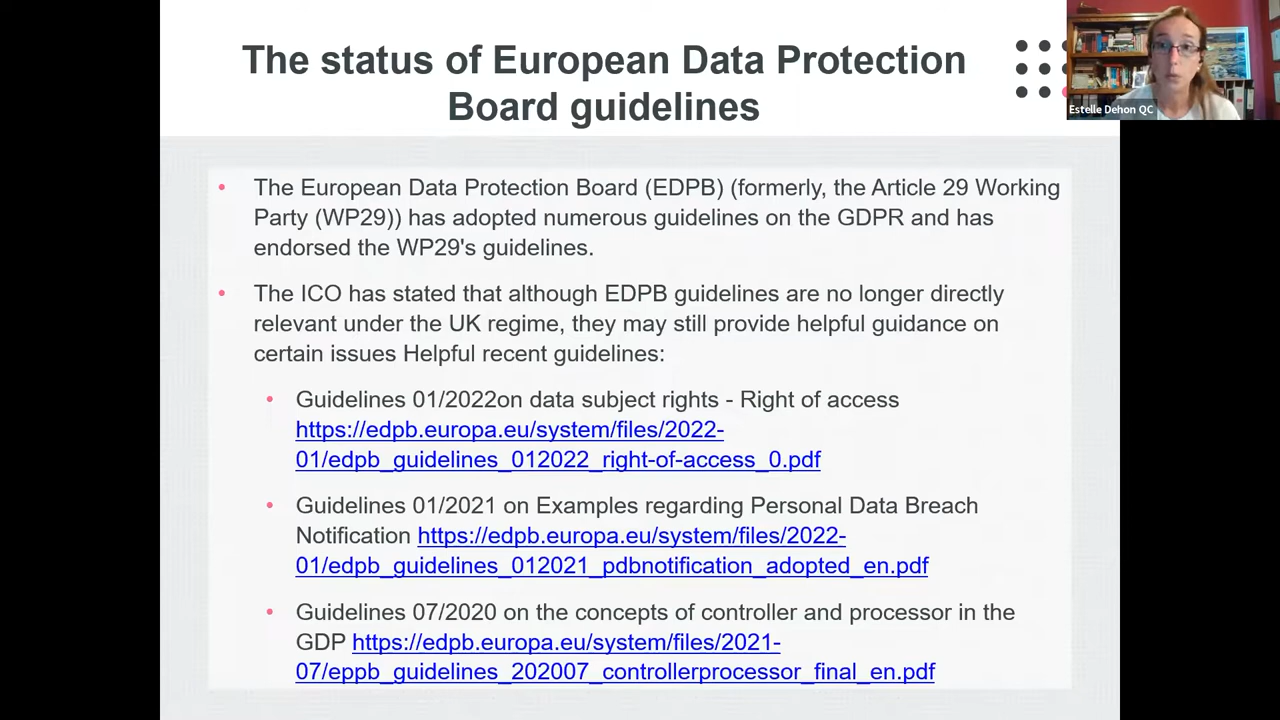 The status of European Data Protection
Board guidelines
Estelle Dehon QC
• The European Data Protection Board (EDPB) (formerly, the Article 29 Working
Party (WP29)) has adopted numerous guidelines on the GDPR and has
endorsed the WP29's guidelines.
• The ICO has stated that although EDPB guidelines are no longer directly
relevant under the UK regime, they may still provide helpful guidance on
certain issues Helpful recent guidelines:
• Guidelines 01/2022on data subject rights - Right of access
https://edpb.europa.eu/system/files/2022-
01/edpb_guidelines_012022_right-of-access_0.pdf
• Guidelines 01/2021 on Examples regarding Personal Data Breach
Notification https://edpb.europa.eu/system/files/2022-
01/edpb_guidelines_012021_pdbnotification_adopted_en.pdf
• Guidelines 07/2020 on the concepts of controller and processor in the
GDP https://edpb.europa.eu/system/files/2021-
07/eppb_guidelines_202007_controllerprocessor_final_en.pdf